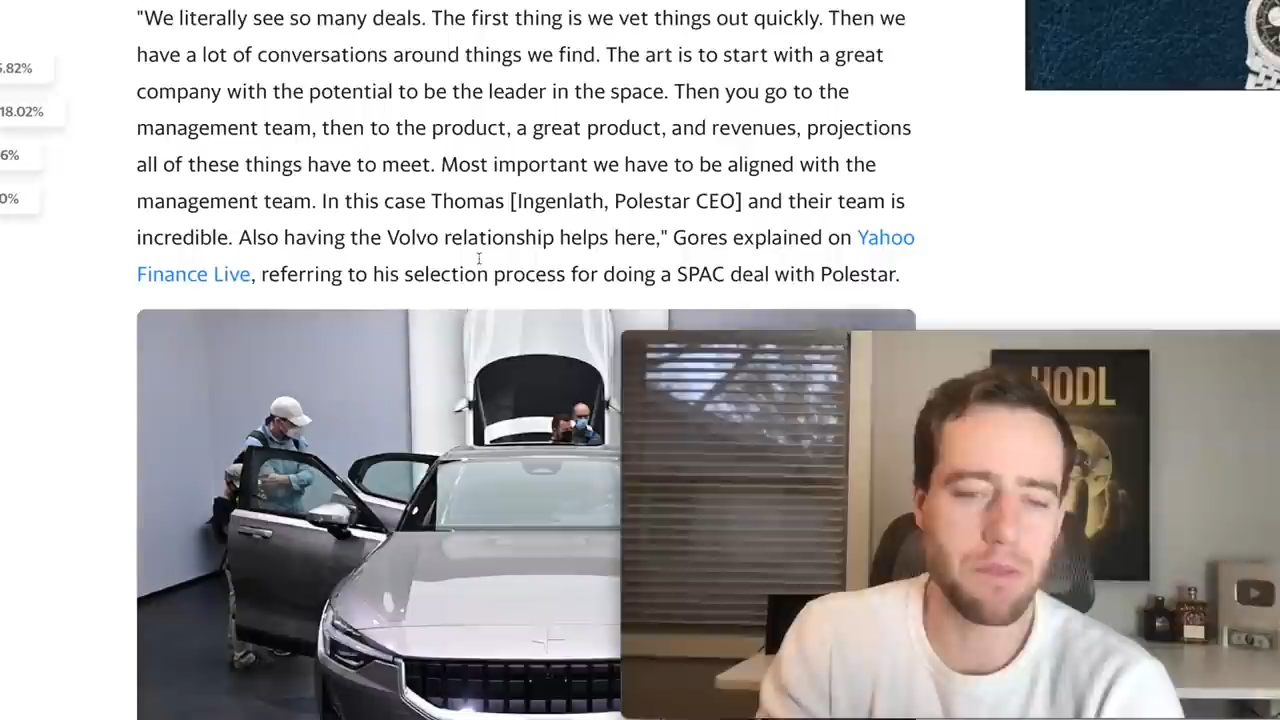 "We literally see so many deals. The first thing is we vet things out quickly. Then we
5.82%
have a lot of conversations around things we find. The art is to start with a great
company with the potential to be the leader in the space. Then you go to the
18.02%
management team, then to the product, a great product, and revenues, projections
6%
all of these things have to meet. Most important we have to be aligned with the
0%
management team. In this case Thomas [Ingenlath, Polestar CEO] and their team is
incredible. Also having the Volvo relationship helps here," Gores explained on Yahoo
Finance Live, referring to his selection process for doing a SPAC deal with Polestar.
HODL